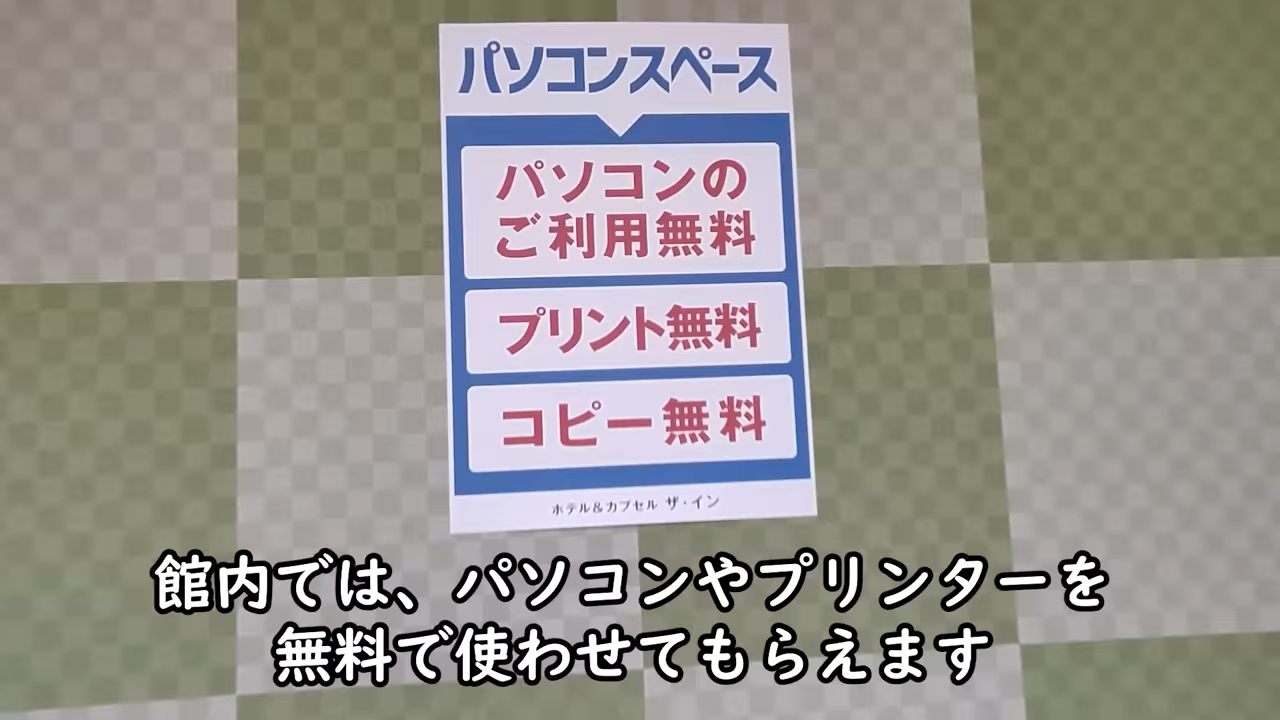 パソコンスペース
パソコンの
ご利用無料
プリント無料
コピー無料
ホテル&カプセル ザ・イン
館内では、パソコンやプリンターを
無料で使わせてもらえます